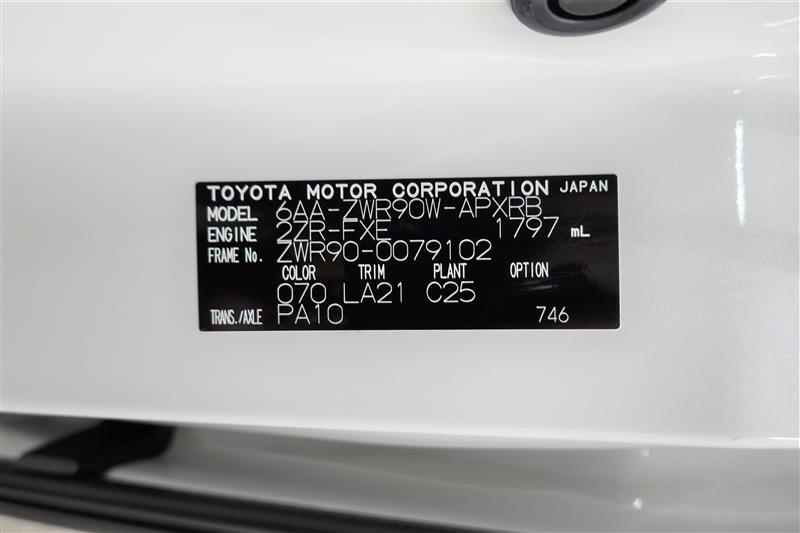 TOYOTA MOTOR CORPORATION JAPAN
MODEL 6AA-ZWR90W-APXRB
ENGINE 2ZR-FXE 1797 mL
FRAME No. ZWR90-0079102
COLOR TRIM PLANT OPTION
070 LA21 C25
TRANS./AXLE PA10 746